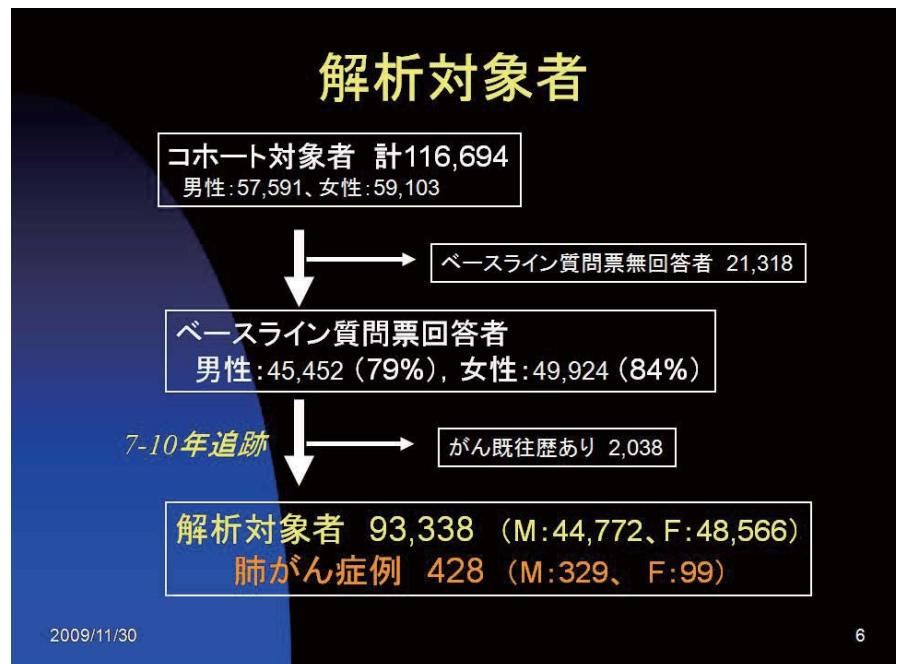 解析対象者
コホート対象者 計116,694
男性:57,591、女性:59,103
ベースライン質問票無回答者 21,318
ベースライン質問票回答者
男性:45,452(79%), 女性:49,924(84%)
7-10年追跡
がん既往歴あり 2,038
解析対象者 93,338 (M:44,772、F:48,566)
肺がん症例 428 (M:329、 F:99)
2009/11/30
6